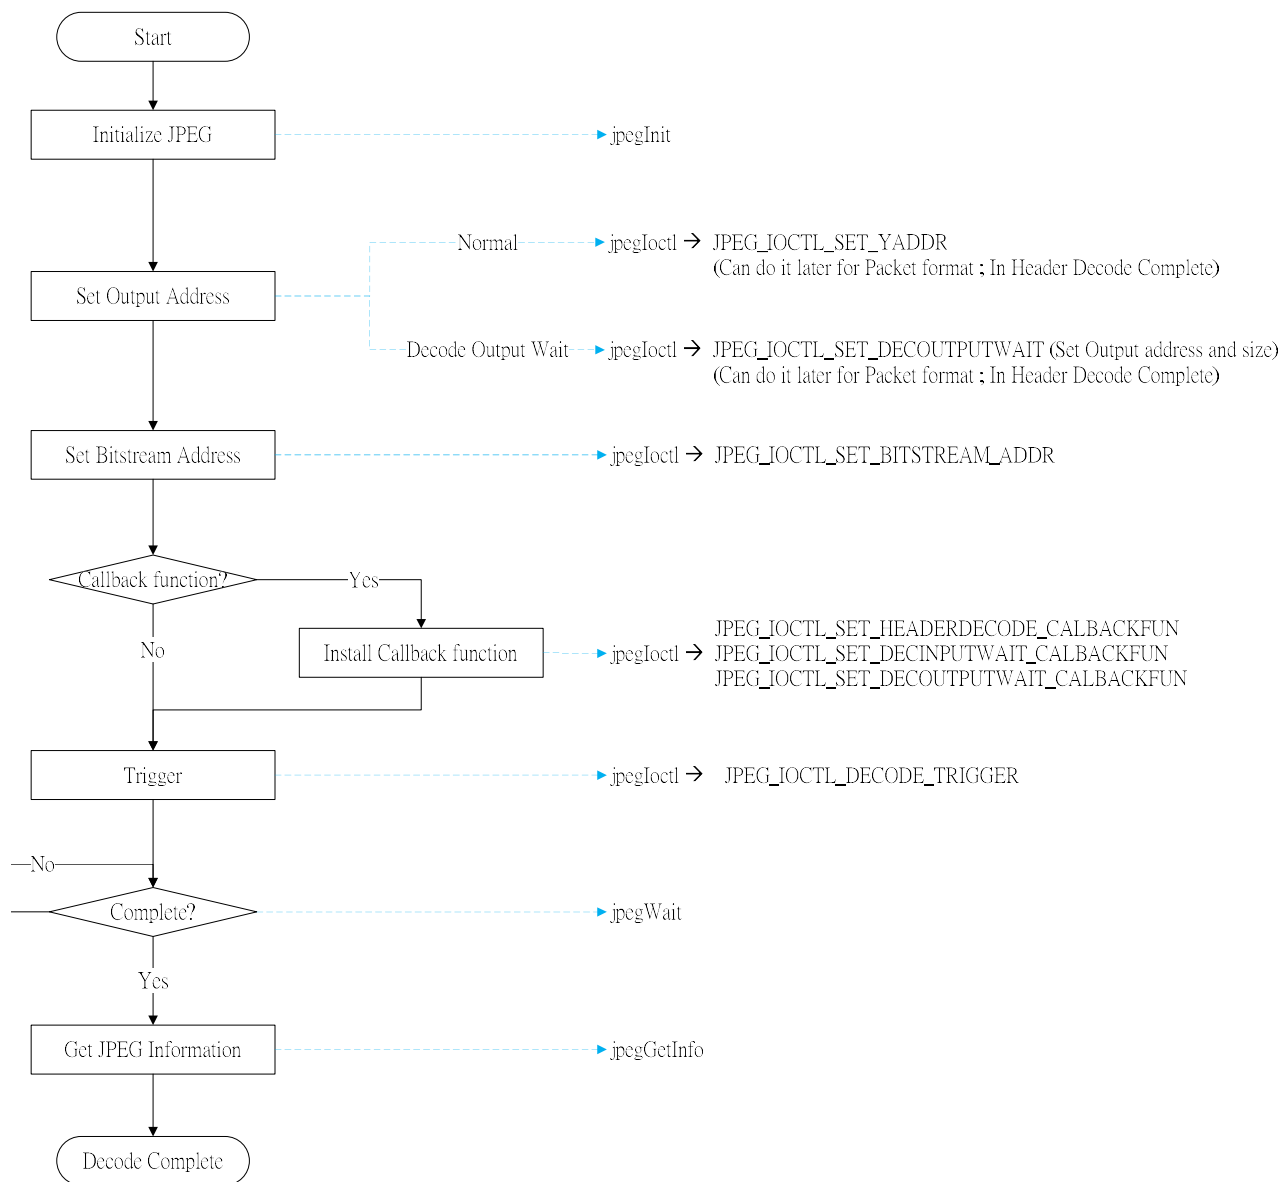 Start
Initialize JPEG
jpegInit
Normal
jpegIoctl → JPEG_IOCTL_SET_YADDR
(Can do it later for Packet format ; In Header Decode Complete)
Set Output Address
Decode Output Wait
jpegIoctl → JPEG_IOCTL_SET_DECOUTPUTWAIT (Set Output address and size)
(Can do it later for Packet format ; In Header Decode Complete)
Set Bitstream Address
jpegIoctl → JPEG_IOCTL_SET_BITSTREAM_ADDR
Callback function?
Yes
No
Install Callback function
JPEG_IOCTL_SET_HEADERDECODE_CALBACKFUN
jpegIoctl → JPEG_IOCTL_SET_DECINPUTWAIT_CALBACKFUN
JPEG_IOCTL_SET_DECOUTPUTWAIT_CALBACKFUN
Trigger
jpegIoctl → JPEG_IOCTL_DECODE_TRIGGER
No
Complete?
jpegWait
Yes
Get JPEG Information
jpegGetInfo
Decode Complete